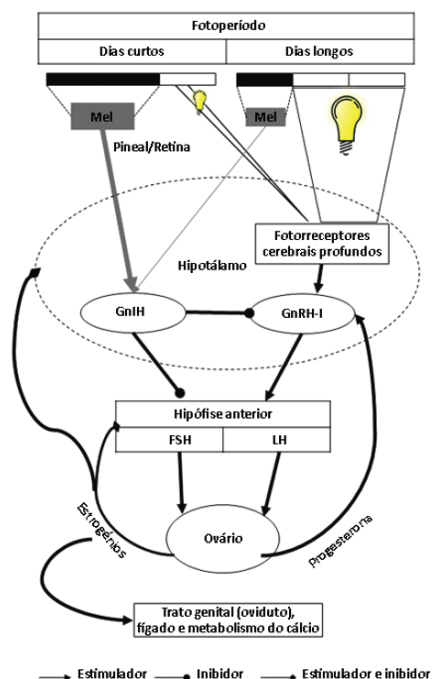 Fotoperíodo
Dias curtos
Dias longos
Mel
Mel
Pineal/Retina
Fotorreceptores
cerebrais profundos
Hipotálamo
GnIH
GnRH-I
Hipófise anterior
FSH
LH
Ovário
Estrogénios
Progesterona
Trato genital (oviduto),
fígado e metabolismo do cálcio
Estimulador
Inibidor
Estimulador e inibidor